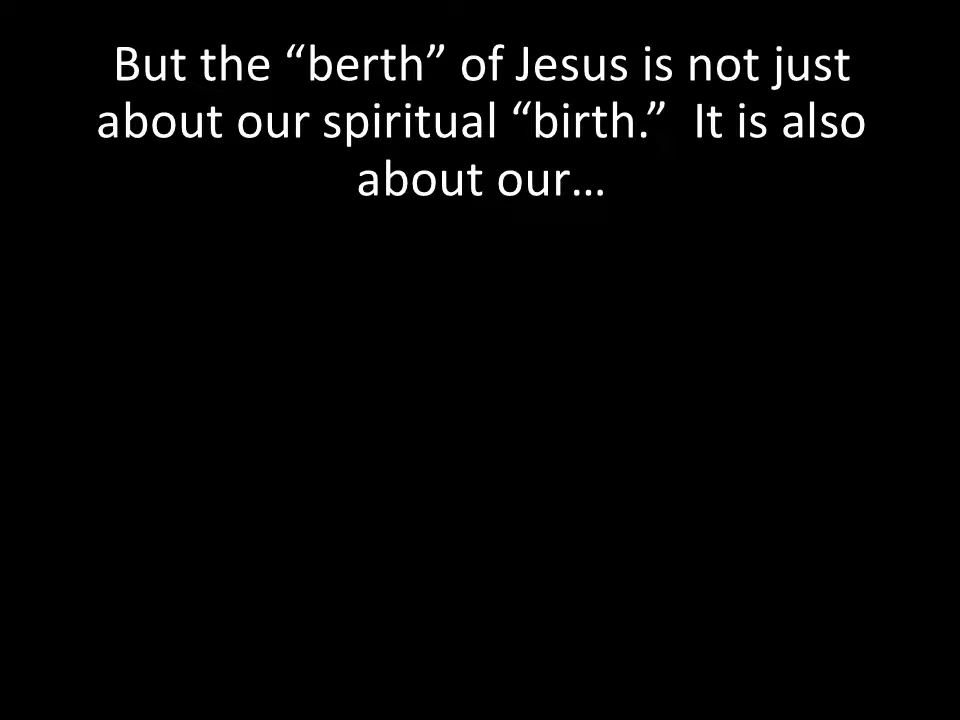 But the “berth” of Jesus is not just
about our spiritual “birth.”  It is also
about our…